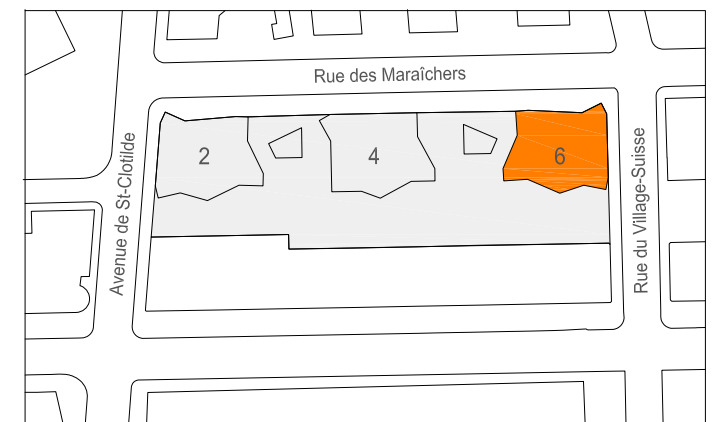 Rue des Maraîchers
Avenue de St-Clotilde
2
4
6
Rue du Village-Suisse